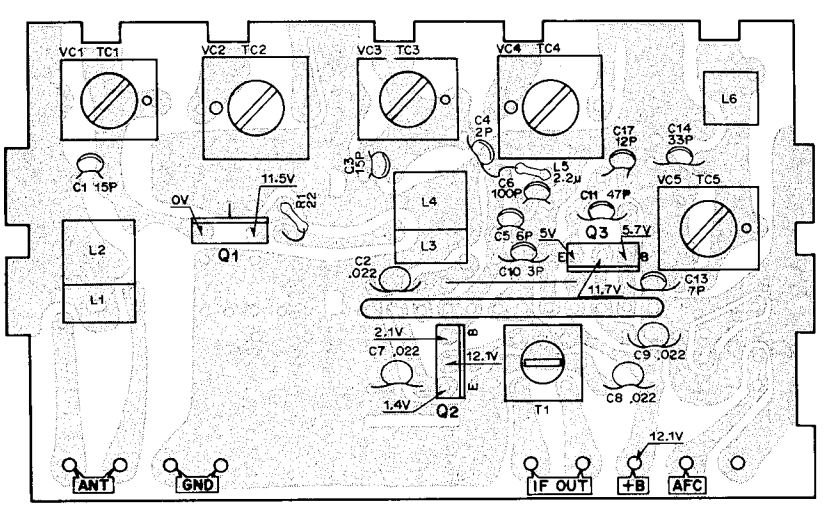 VC1 TC1
VC2 TC2
VC3 TC3
VC4 TC4
L6
C4
2P
C17
12P
C14
33P
C1 15P
C3
15P
L5
2.2μ
C6
100P
VC5 TC5
11.5V
0V
R1
22
L4
C11 47P
Q3
L2
Q1
L3
C5 6P
5V
5.7V
E
B
C10 3P
C2
.022
11.7V
C13
7P
L1
2.1V
B
C7 .022
12.1V
C9 .022
E
C8 .022
1.4V
Q2
T1
12.1V
ANT
GND
IF OUT
+B
AFC